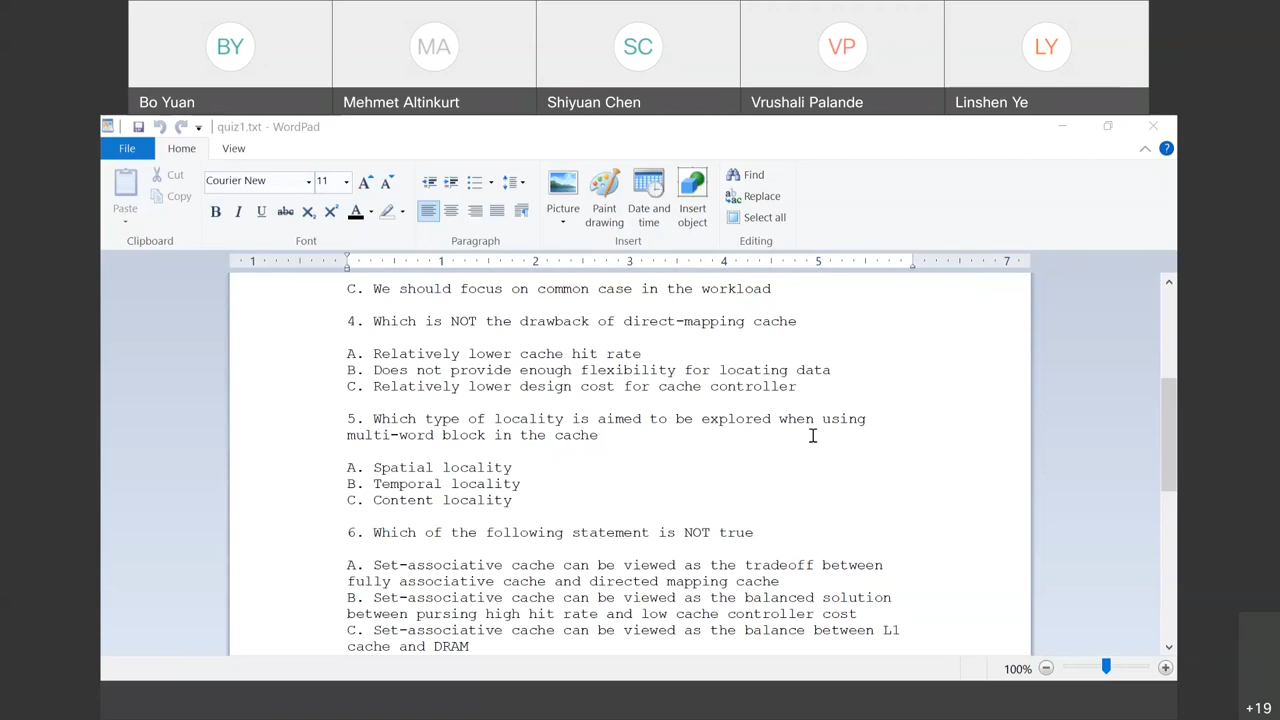 BY
MA
SC
VP
LY
Bo Yuan
Mehmet Altinkurt
Shiyuan Chen
Vrushali Palande
Linshen Ye
quiz1.txt - WordPad
File
Home
View
Paste
Cut
Copy
Clipboard
Courier New
11
Font
Paragraph
Picture
Paint drawing
Date and time
Insert object
Insert
Find
Replace
Select all
Editing
1 1 2 3 4 5 7
C. We should focus on common case in the workload
4. Which is NOT the drawback of direct-mapping cache
A. Relatively lower cache hit rate
B. Does not provide enough flexibility for locating data
C. Relatively lower design cost for cache controller
5. Which type of locality is aimed to be explored when using
multi-word block in the cache
A. Spatial locality
B. Temporal locality
C. Content locality
6. Which of the following statement is NOT true
A. Set-associative cache can be viewed as the tradeoff between
fully associative cache and directed mapping cache
B. Set-associative cache can be viewed as the balanced solution
between pursing high hit rate and low cache controller cost
C. Set-associative cache can be viewed as the balance between L1
cache and DRAM
100%
+19